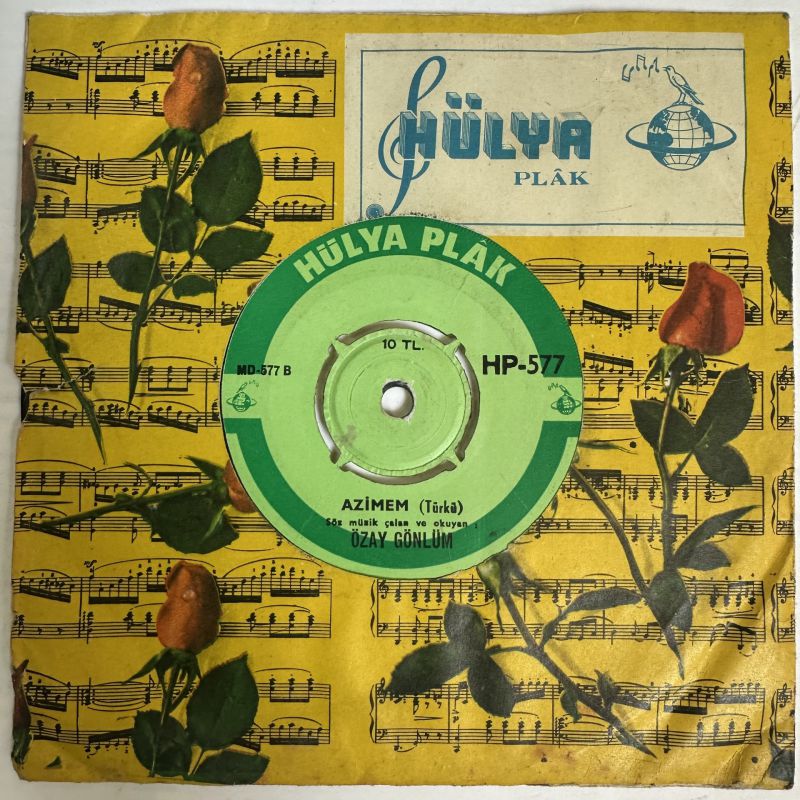 HÜLYA
PLÂK
HÜLYA PLÂK
10 TL.
MD-577 B
HP-577
AZİMEM (Türkü)
Söz müzik çalan ve okuyan :
ÖZAY GÖNLÜM